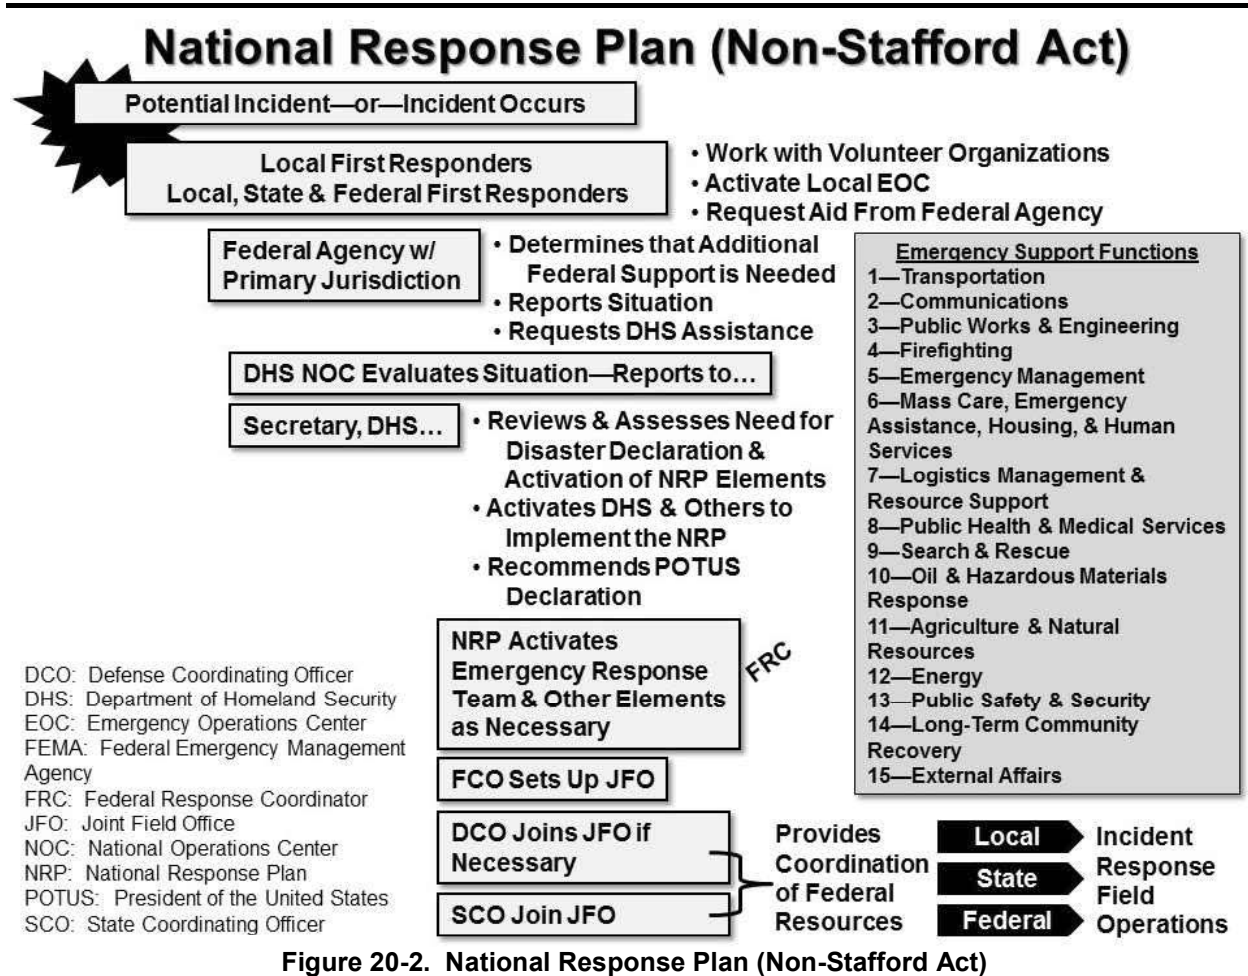 National Response Plan (Non-Stafford Act)
Potential Incident—or—Incident Occurs
Local First Responders
Local, State & Federal First Responders
• Work with Volunteer Organizations
• Activate Local EOC
• Request Aid From Federal Agency
Federal Agency w/
Primary Jurisdiction
• Determines that Additional
Federal Support is Needed
• Reports Situation
• Requests DHS Assistance
DHS NOC Evaluates Situation—Reports to…
Secretary, DHS…
• Reviews & Assesses Need for
Disaster Declaration &
Activation of NRP Elements
• Activates DHS & Others to
Implement the NRP
• Recommends POTUS
Declaration
Emergency Support Functions
1—Transportation
2—Communications
3—Public Works & Engineering
4—Firefighting
5—Emergency Management
6—Mass Care, Emergency
Assistance, Housing, & Human
Services
7—Logistics Management &
Resource Support
8—Public Health & Medical Services
9—Search & Rescue
10—Oil & Hazardous Materials
Response
11—Agriculture & Natural
Resources
12—Energy
13—Public Safety & Security
14—Long-Term Community
Recovery
15—External Affairs
NRP Activates
Emergency Response
Team & Other Elements
as Necessary
FRC
FCO Sets Up JFO
DCO Joins JFO if
Necessary
SCO Join JFO
Provides
Coordination
of Federal
Resources
Local
State
Federal
Incident
Response
Field
Operations
DCO: Defense Coordinating Officer
DHS: Department of Homeland Security
EOC: Emergency Operations Center
FEMA: Federal Emergency Management
Agency
FRC: Federal Response Coordinator
JFO: Joint Field Office
NOC: National Operations Center
NRP: National Response Plan
POTUS: President of the United States
SCO: State Coordinating Officer
Figure 20-2. National Response Plan (Non-Stafford Act)